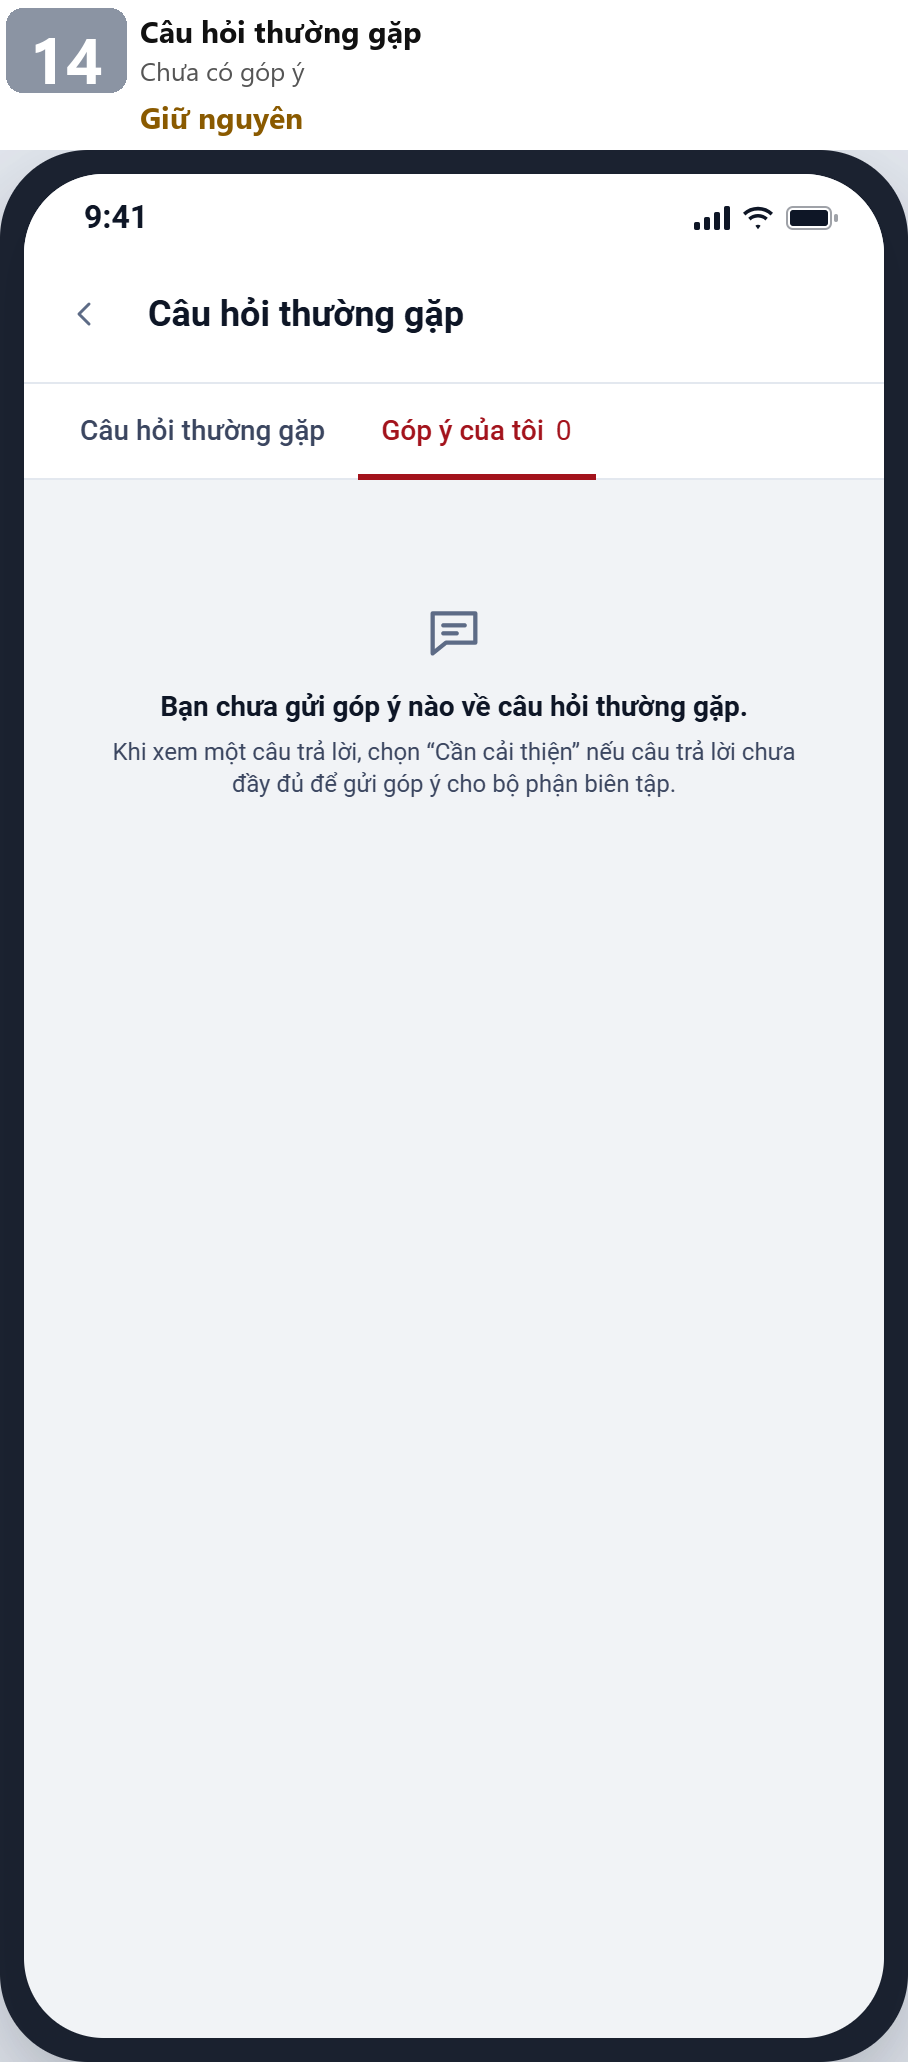 14
Câu hỏi thường gặp
Chưa có góp ý
Giữ nguyên
9:41
Câu hỏi thường gặp
Câu hỏi thường gặp
Góp ý của tôi 0
Bạn chưa gửi góp ý nào về câu hỏi thường gặp.
Khi xem một câu trả lời, chọn “Cần cải thiện” nếu câu trả lời chưa
đầy đủ để gửi góp ý cho bộ phận biên tập.